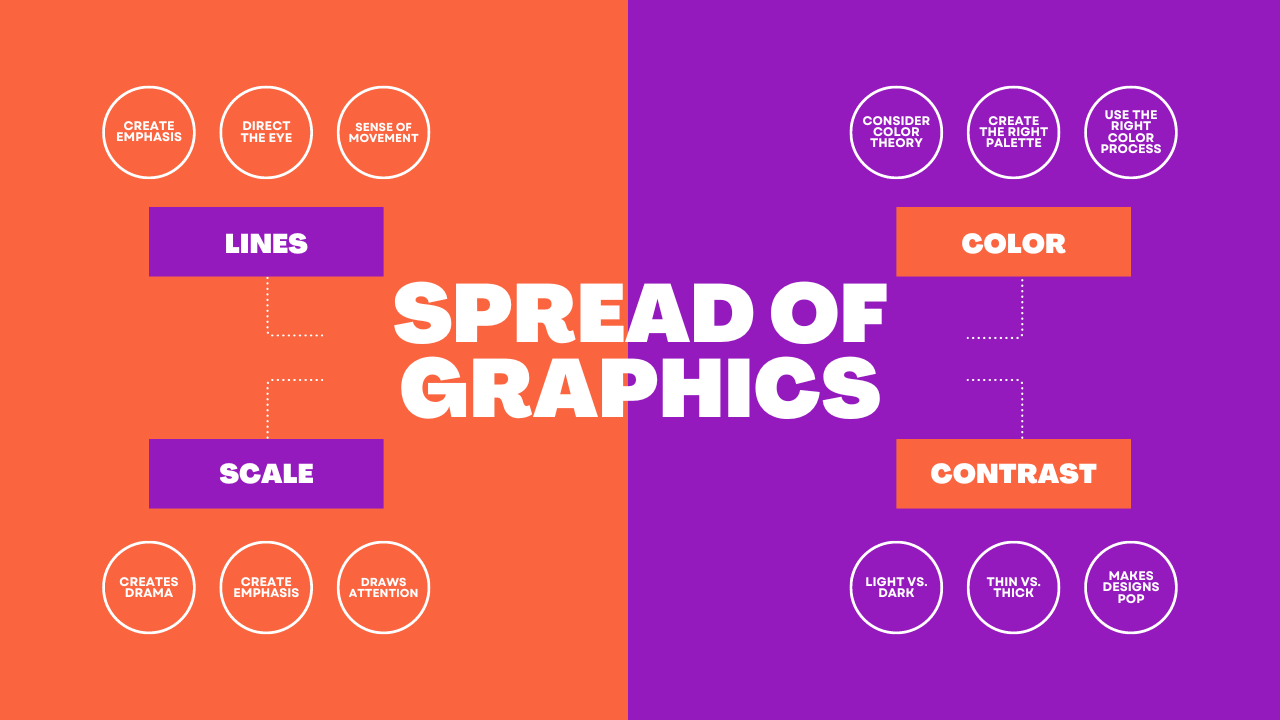 CREATE
EMPHASIS
DIRECT
THE EYE
SENSE OF
MOVEMENT
CONSIDER
COLOR
THEORY
CREATE
THE RIGHT
PALETTE
USE THE
RIGHT
COLOR
PROCESS
LINES
COLOR
SPREAD OF
GRAPHICS
SCALE
CONTRAST
CREATES
DRAMA
CREATE
EMPHASIS
DRAWS
ATTENTION
LIGHT VS.
DARK
THIN VS.
THICK
MAKES
DESIGNS
POP